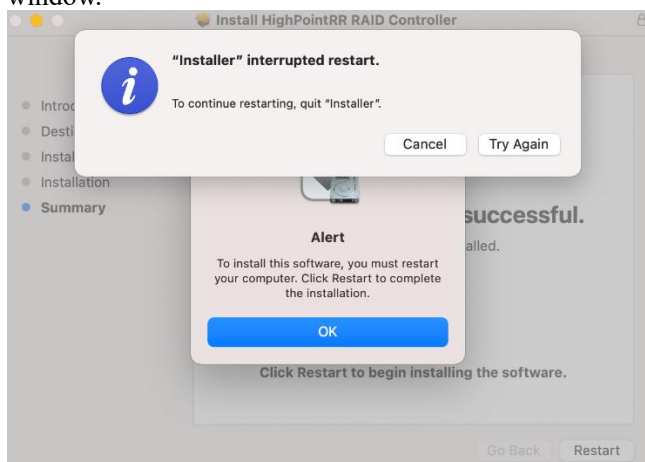 window.
Install HighPointRR RAID Controller
"Installer" interrupted restart.
To continue restarting, quit "Installer".
Cancel
Try Again
Introd
Desti
Instal
Installation
Summary
successful.
alled.
Alert
To install this software, you must restart
your computer. Click Restart to complete
the installation.
OK
Click Restart to begin installing the software.
Go Back
Restart